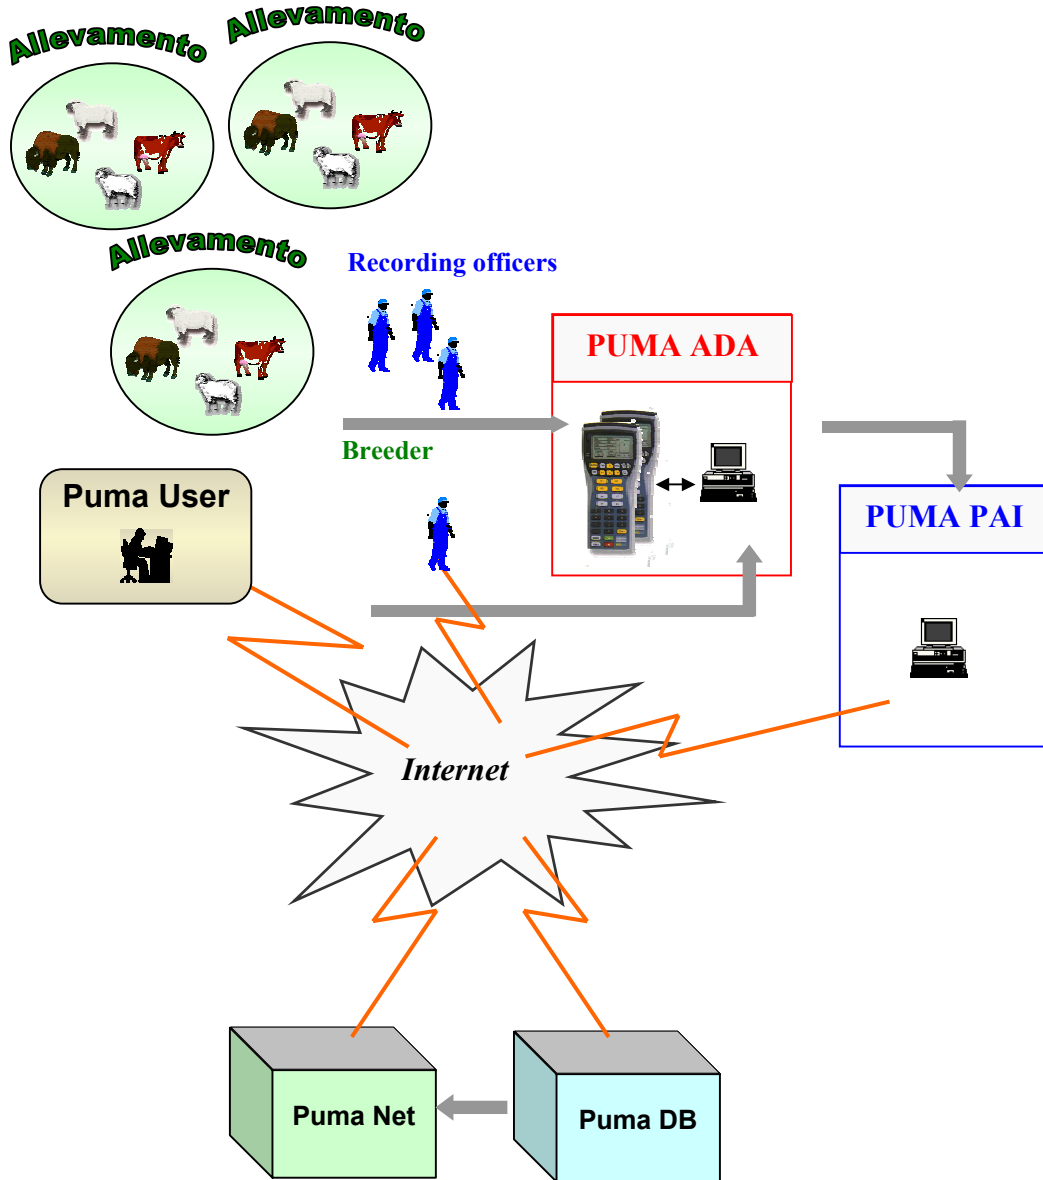 Allevamento
Allevamento
Allevamento
Recording officers
PUMA ADA
Breeder
Puma User
PUMA PAI
Internet
Puma Net
Puma DB